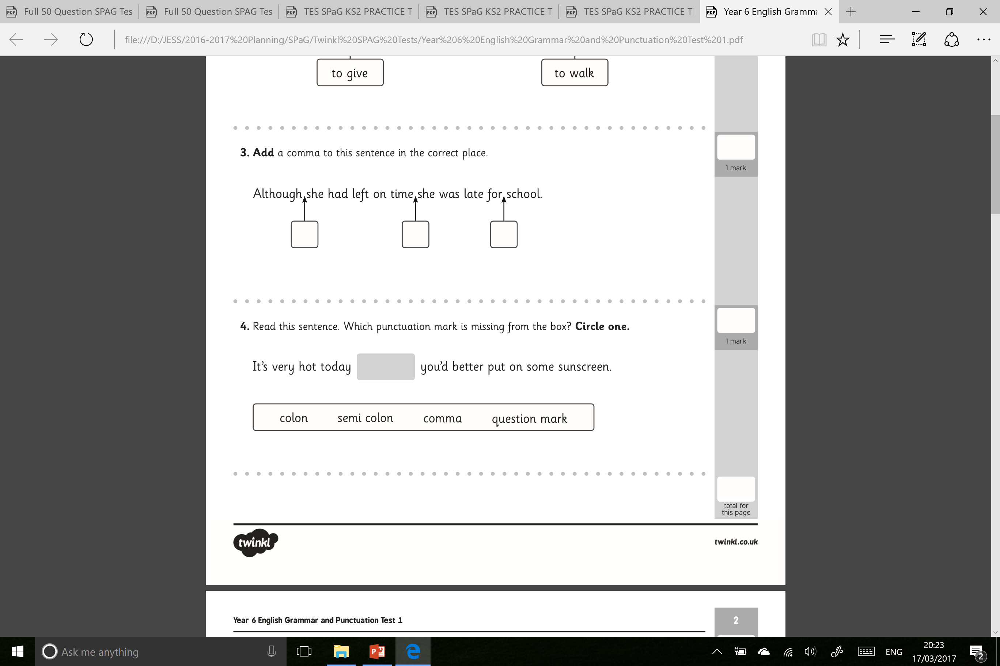 Full 50 Question SPAG Tes
Full 50 Question SPAG Tes
TES SPaG KS2 PRACTICE T
TES SPaG KS2 PRACTICE T
TES SPaG KS2 PRACTICE T
Year 6 English Gramma
file:///D:/JESS/2016-2017%20Planning/SPaG/Twinkl%20SPAG%20Tests/Year%206%20English%20Grammar%20and%20Punctuation%20Test%201.pdf
to give
to walk
3. Add a comma to this sentence in the correct place.
1 mark
Although she had left on time she was late for school.
4. Read this sentence. Which punctuation mark is missing from the box? Circle one.
1 mark
It's very hot today you'd better put on some sunscreen.
colon semi colon comma question mark
total for
this page
twinkl
twinkl.co.uk
Year 6 English Grammar and Punctuation Test 1
2
Ask me anything
ENG
20:23
17/03/2017
2